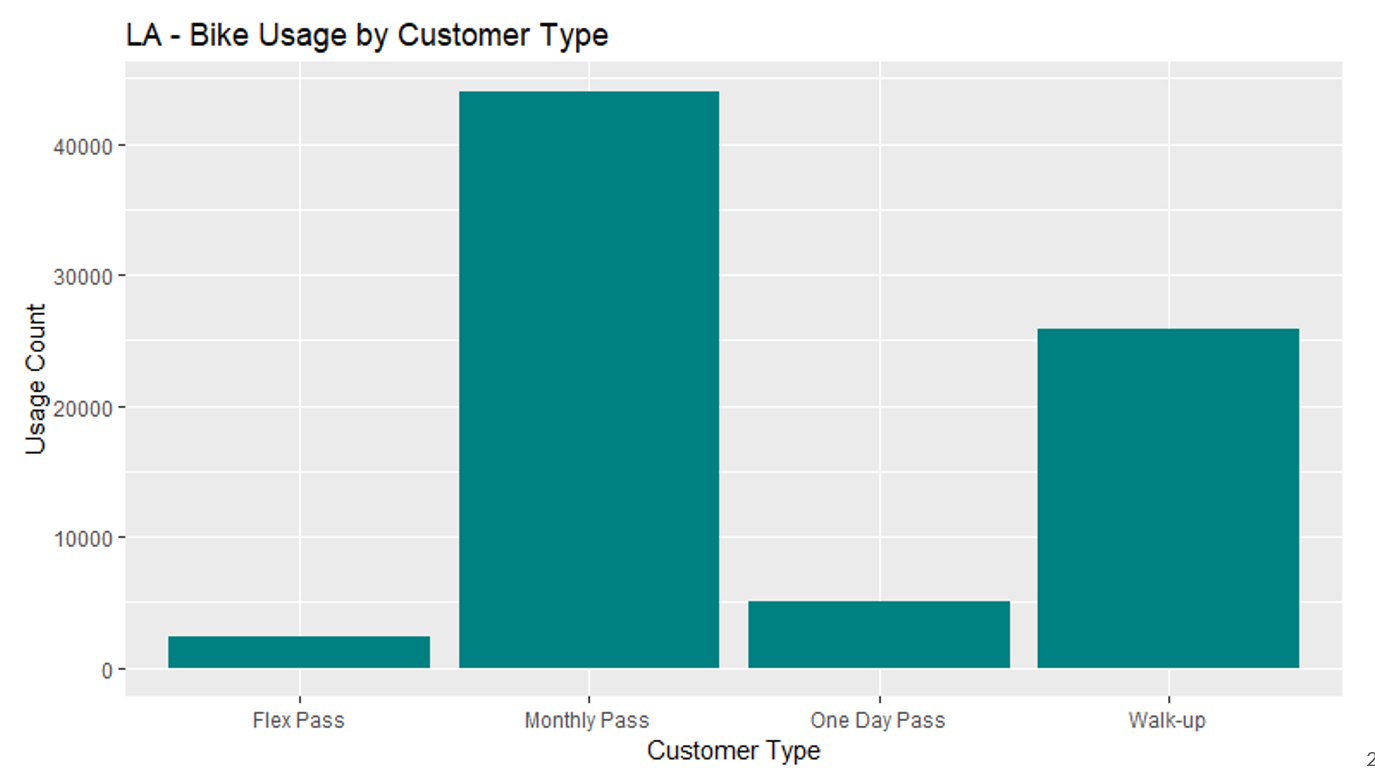 LA - Bike Usage by Customer Type
Usage Count
40000
30000
20000
10000
0
Flex Pass
Monthly Pass
One Day Pass
Walk-up
Customer Type
2